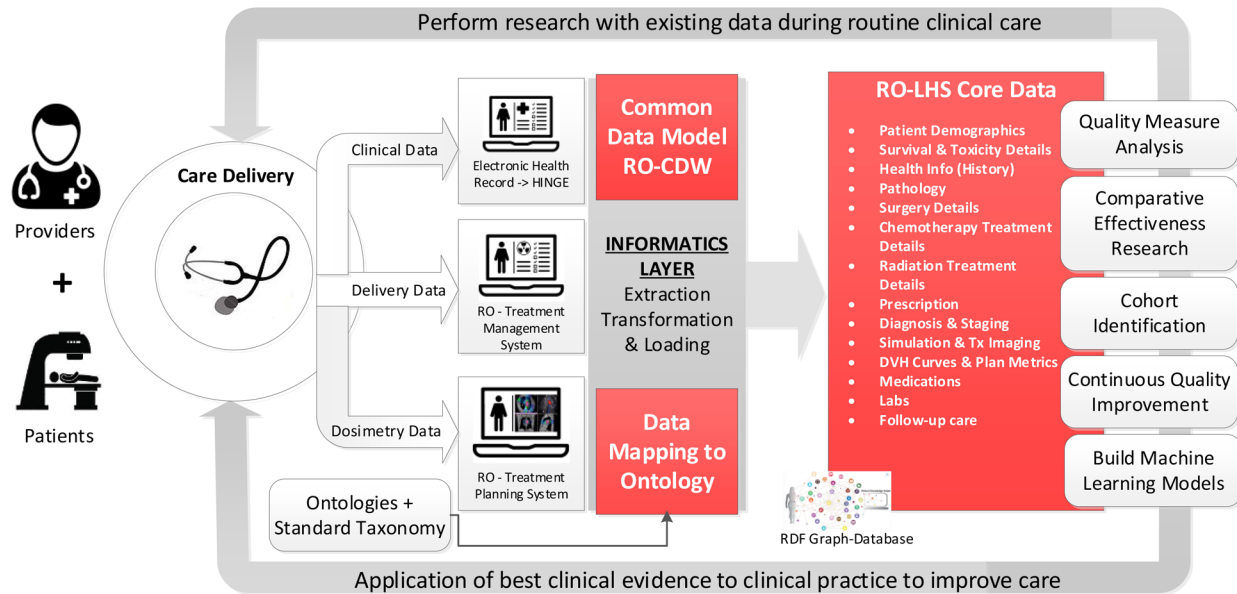 Perform research with existing data during routine clinical care
Providers
+
Patients
Care Delivery
Clinical Data
Delivery Data
Dosimetry Data
Electronic Health
Record -> HINGE
RO - Treatment
Management
System
RO - Treatment
Planning System
Ontologies +
Standard Taxonomy
Common
Data Model
RO-CDW
INFORMATICS
LAYER
Extraction
Transformation
& Loading
Data
Mapping to
Ontology
RO-LHS Core Data
• Patient Demographics
• Survival & Toxicity Details
• Health Info (History)
• Pathology
• Surgery Details
• Chemotherapy Treatment
Details
• Radiation Treatment
Details
• Prescription
• Diagnosis & Staging
• Simulation & Tx Imaging
• DVH Curves & Plan Metrics
• Medications
• Labs
• Follow-up care
RDF Graph-Database
Quality Measure
Analysis
Comparative
Effectiveness
Research
Cohort
Identification
Continuous Quality
Improvement
Build Machine
Learning Models
Application of best clinical evidence to clinical practice to improve care